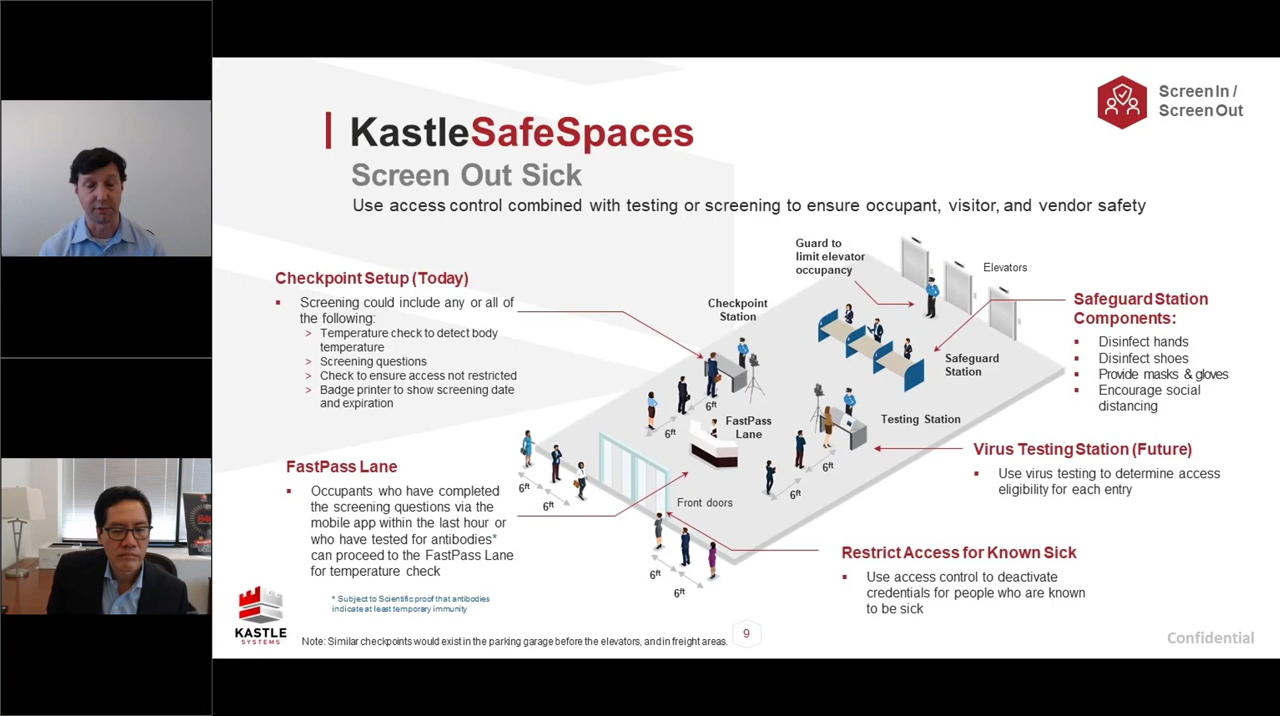 Screen In /
Screen Out
KastleSafeSpaces
Screen Out Sick
Use access control combined with testing or screening to ensure occupant, visitor, and vendor safety
Checkpoint Setup (Today)
▪ Screening could include any or all of
the following:
> Temperature check to detect body
temperature
> Screening questions
> Check to ensure access not restricted
> Badge printer to show screening date
and expiration
FastPass Lane
▪ Occupants who have completed
the screening questions via the
mobile app within the last hour or
who have tested for antibodies*
can proceed to the FastPass Lane
for temperature check
* Subject to Scientific proof that antibodies
indicate at least temporary immunity
Guard to
limit elevator
occupancy
Elevators
Checkpoint
Station
Safeguard
Station
Testing Station
FastPass
Lane
Front doors
6ft
6ft
6ft
6ft
6ft
6ft
6ft
6ft
Safeguard Station
Components:
▪ Disinfect hands
▪ Disinfect shoes
▪ Provide masks & gloves
▪ Encourage social
distancing
Virus Testing Station (Future)
▪ Use virus testing to determine access
eligibility for each entry
Restrict Access for Known Sick
▪ Use access control to deactivate
credentials for people who are known
to be sick
KASTLE
SYSTEMS
Note: Similar checkpoints would exist in the parking garage before the elevators, and in freight areas.
9
Confidential